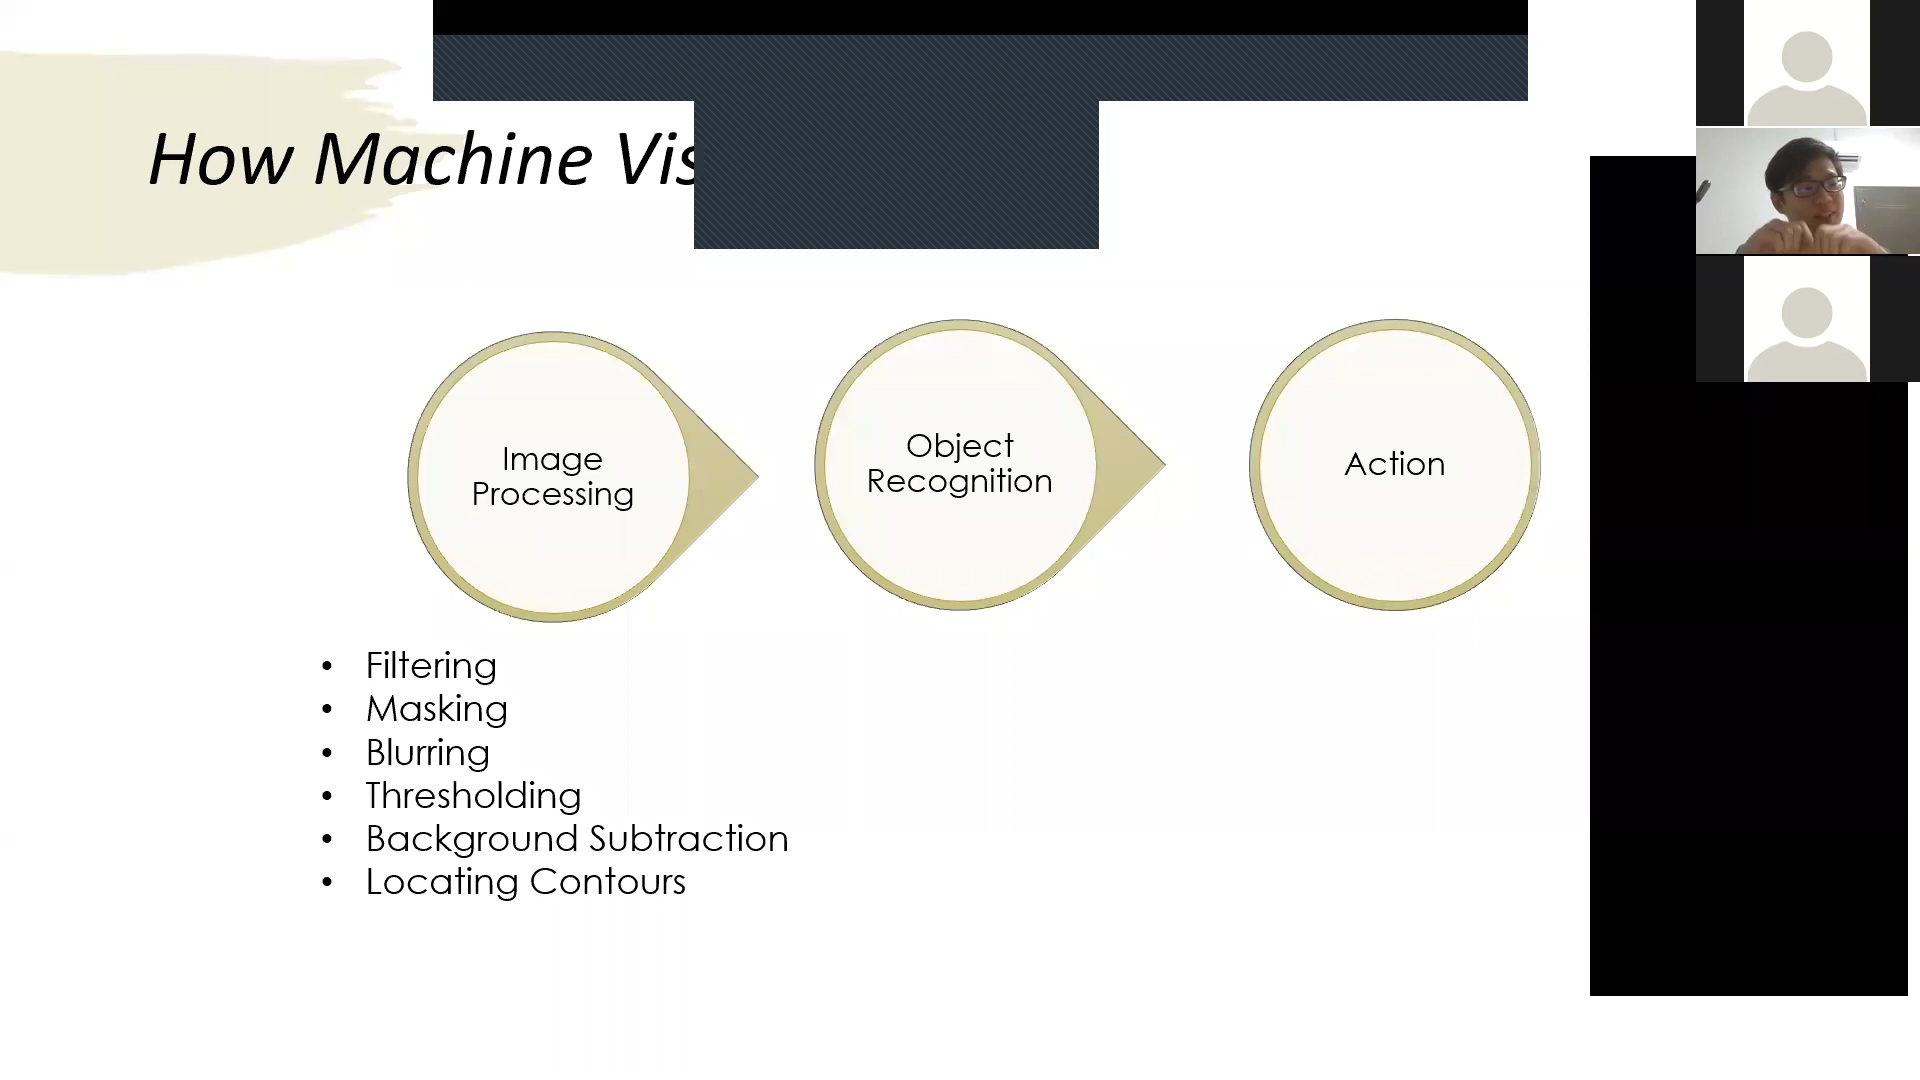 How Machine Vis
Image
Processing
Object
Recognition
Action
• Filtering
• Masking
• Blurring
• Thresholding
• Background Subtraction
• Locating Contours